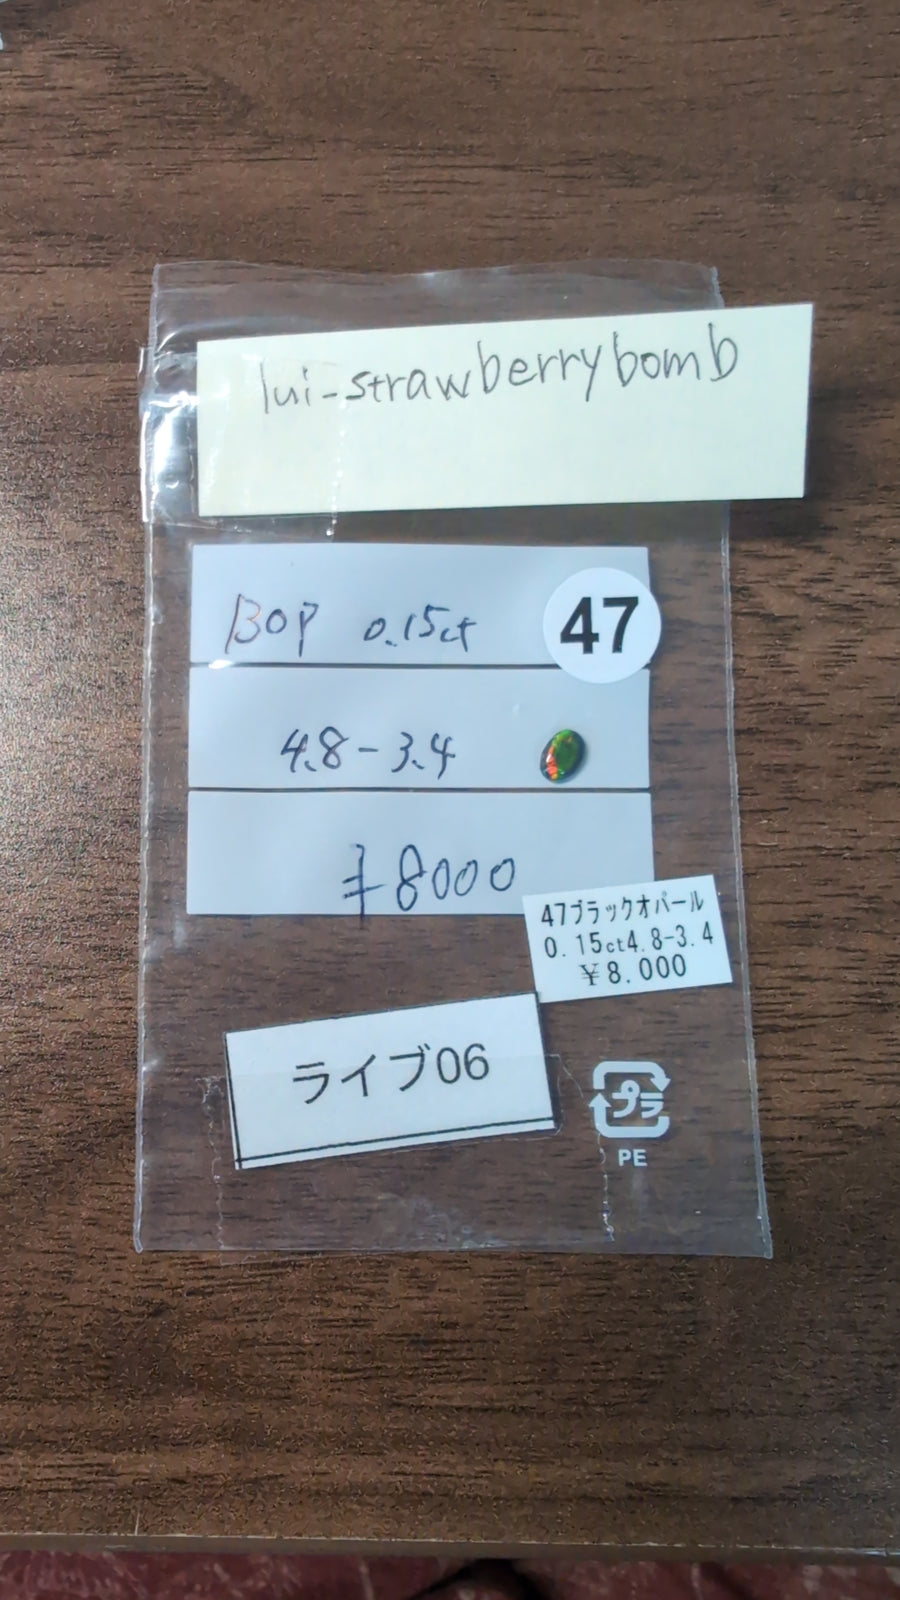 lui-strawberrybomb
BOP 0.15ct
47
4.8-3.4
¥8000
47ブラックオパール
0.15ct4.8-3.4
¥8.000
ライブ06
プラ
PE